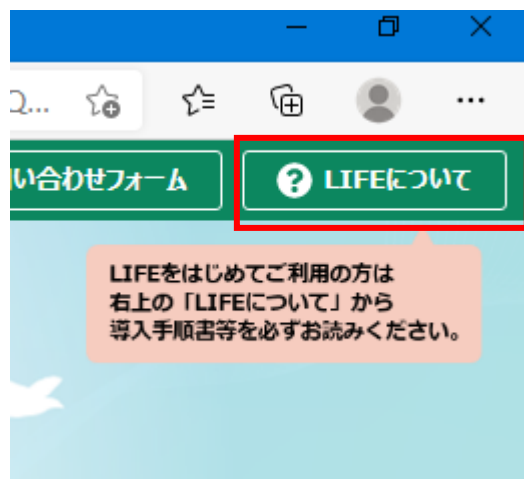 Q...
い合わせフォーム
? LIFEについて
LIFEをはじめてご利用の方は
右上の「LIFEについて」から
導入手順書等を必ずお読みください。